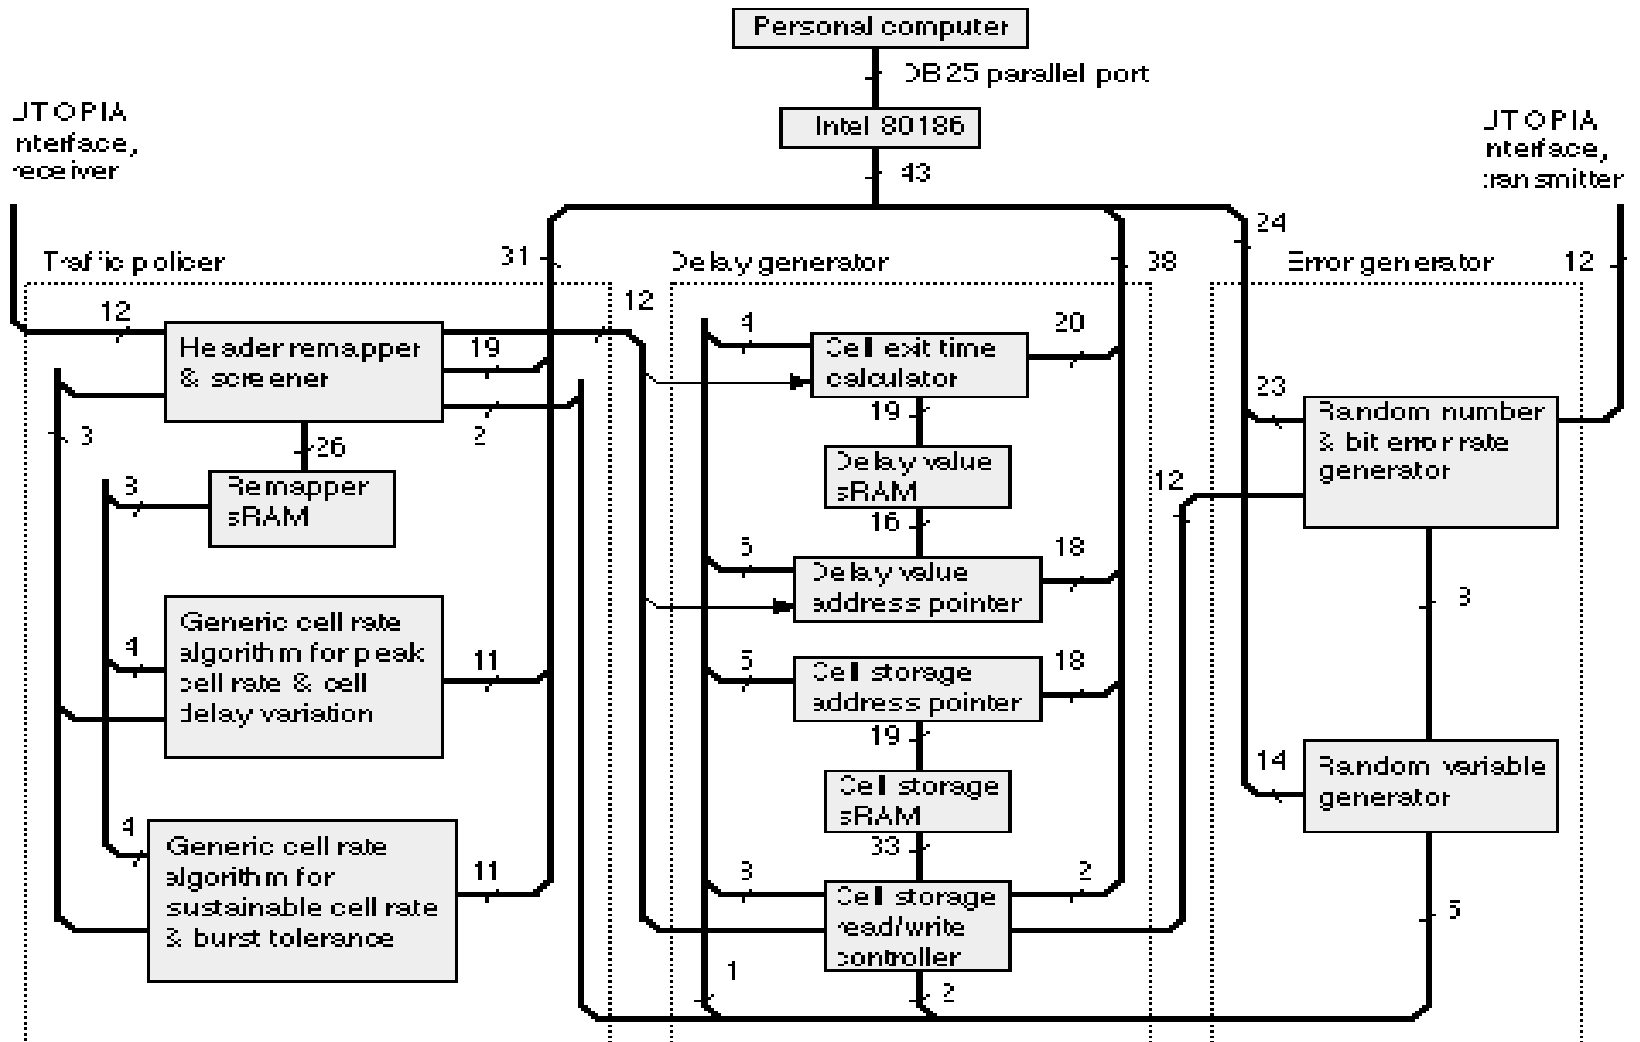 Personal computer
DB25 parallel port
Intel 80186
43
UTOPIA
interface,
receiver
UTOPIA
interface,
transmitter
Traffic policer
31
Delay generator
38
24
Error generator
12
12
Header remapper
& screener
19
2
3
26
Remapper
sRAM
3
Generic cell rate
algorithm for peak
cell rate & cell
delay variation
4
11
Generic cell rate
algorithm for
sustainable cell rate
& burst tolerance
4
11
12
4
Cell exit time
calculator
20
19
Delay value
sRAM
16
5
Delay value
address pointer
18
5
Cell storage
address pointer
18
19
Cell storage
sRAM
33
3
Cell storage
read/write
controller
2
1
2
12
23
Random number
& bit error rate
generator
3
14
Random variable
generator
5